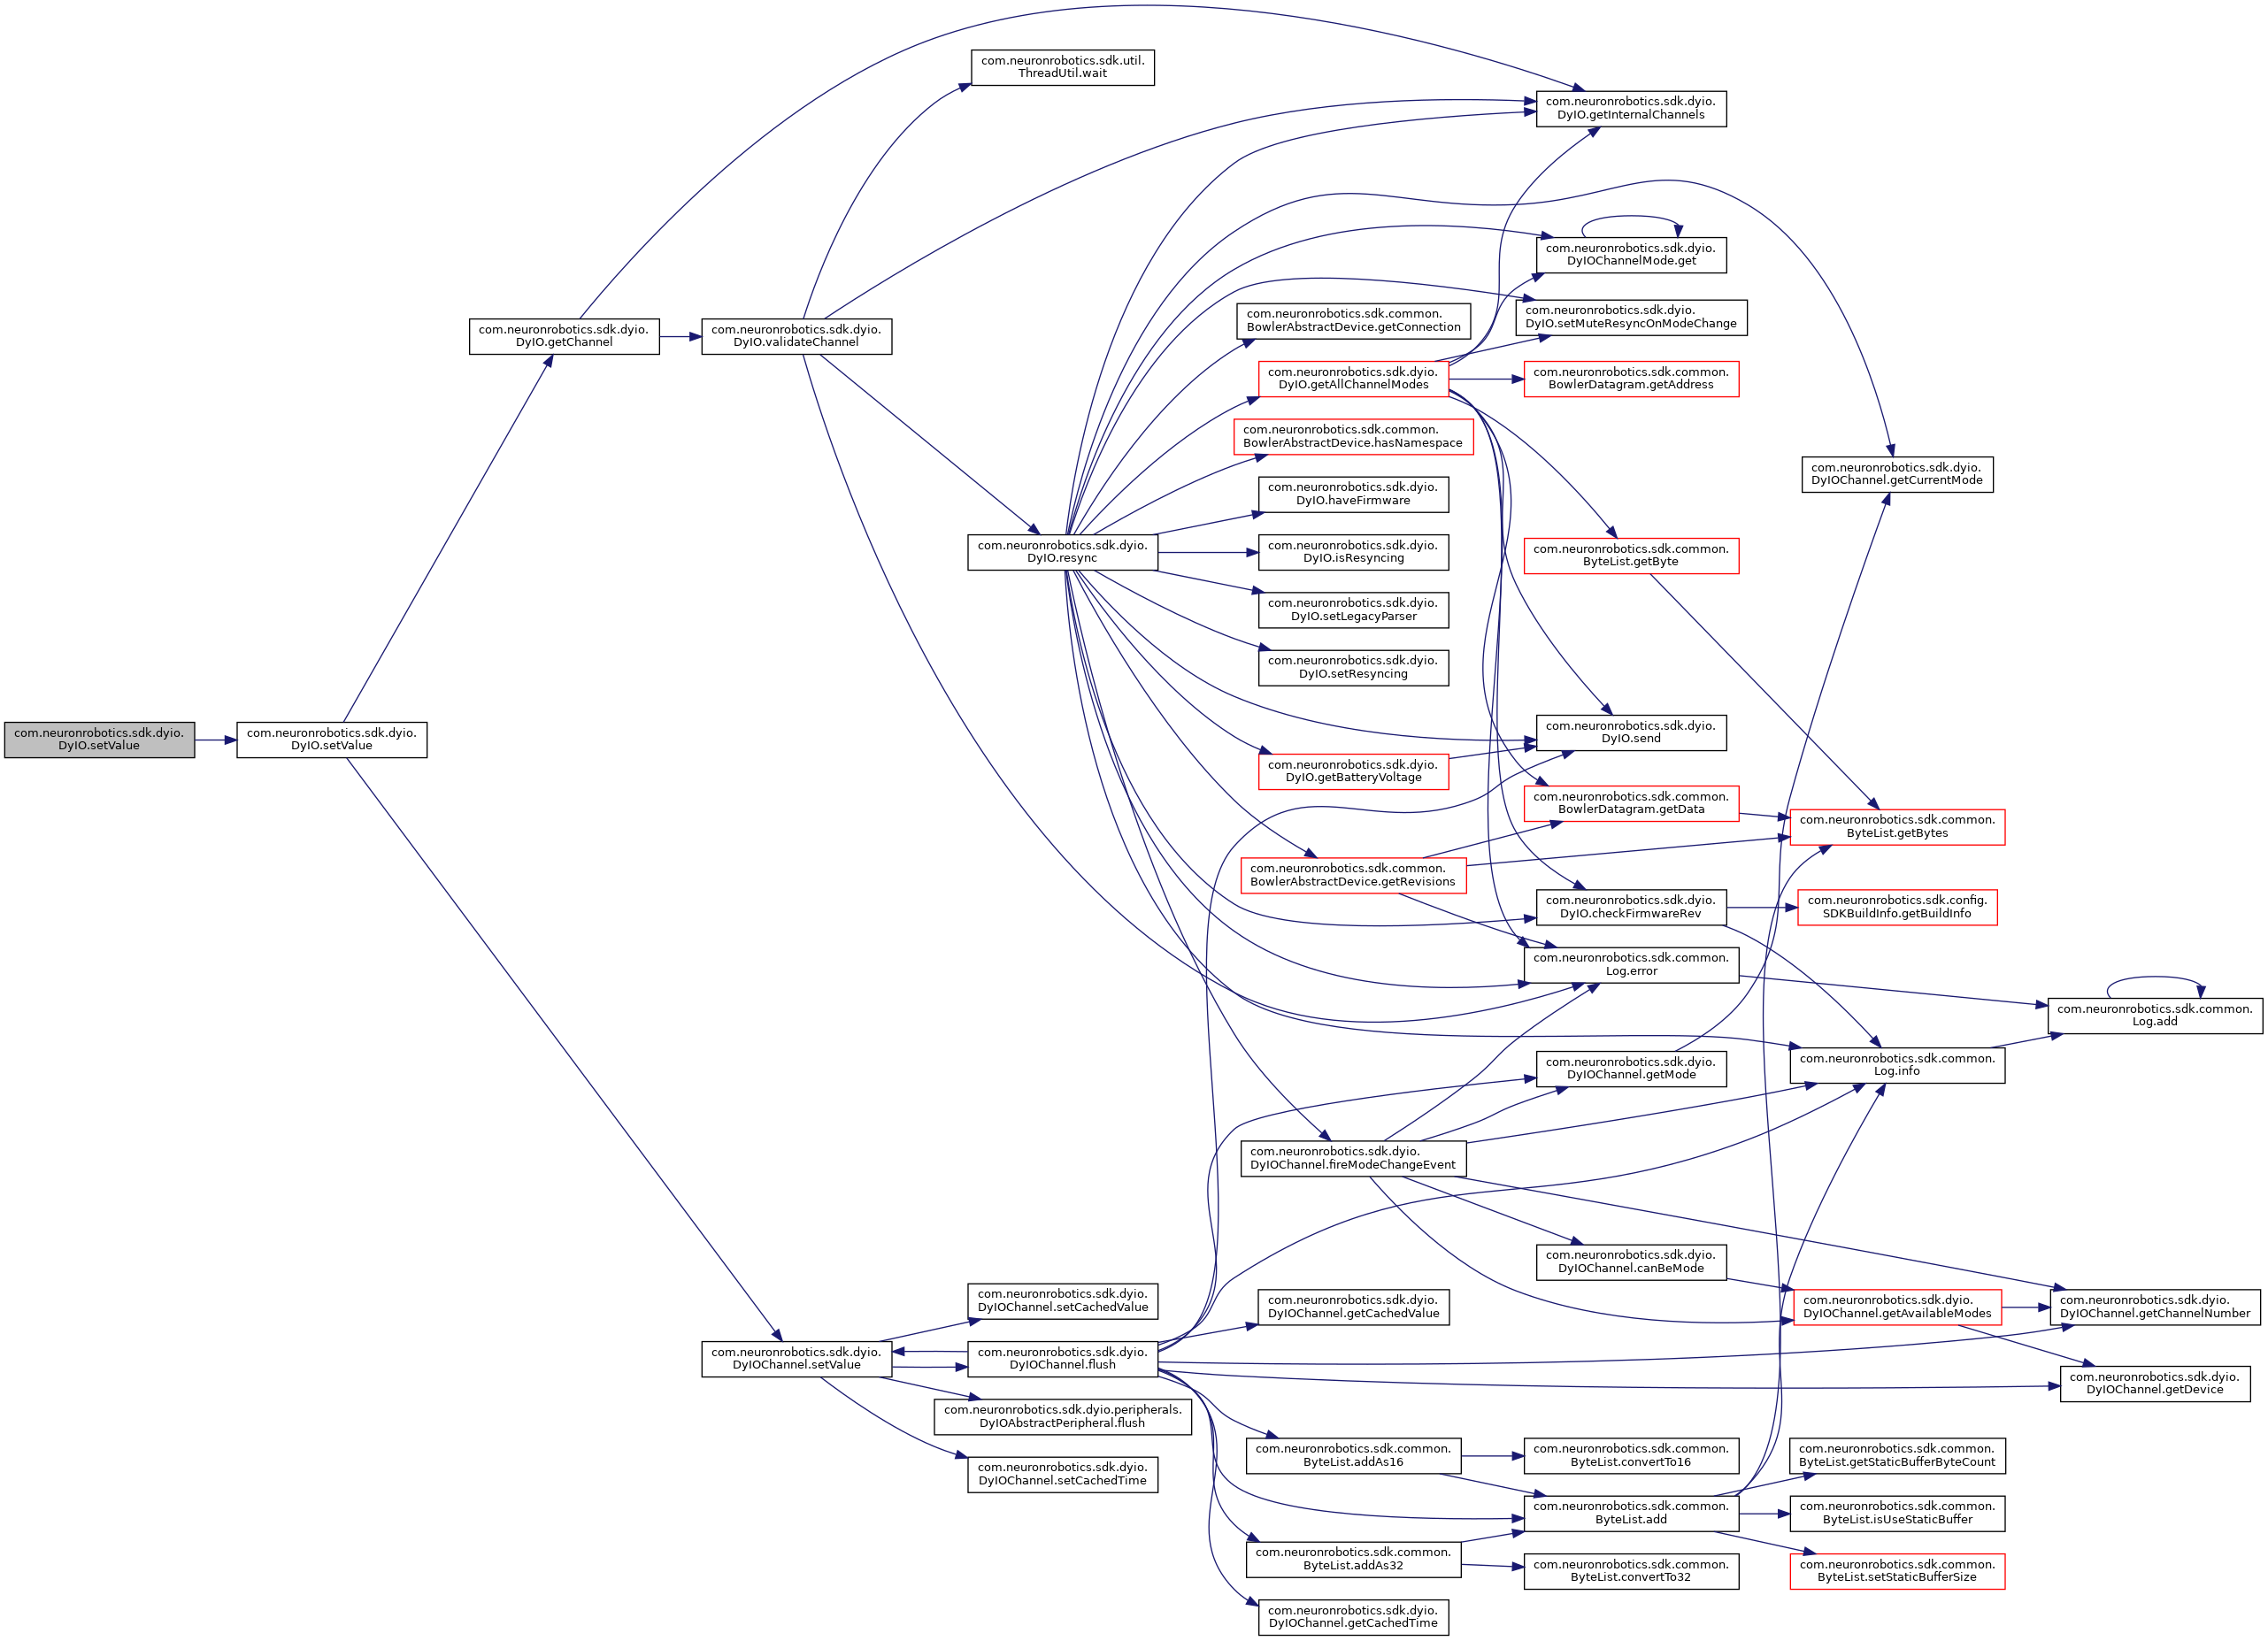 com.neuronrobotics.sdk.util.
ThreadUtil.wait
com.neuronrobotics.sdk.dyio.
DyIO.getInternalChannels
com.neuronrobotics.sdk.dyio.
DyIOChannelMode.get
com.neuronrobotics.sdk.common.
BowlerAbstractDevice.getConnection
com.neuronrobotics.sdk.dyio.
DyIO.setMuteResyncOnModeChange
com.neuronrobotics.sdk.dyio.
DyIO.getChannel
com.neuronrobotics.sdk.dyio.
DyIO.validateChannel
com.neuronrobotics.sdk.dyio.
DyIO.getAllChannelModes
com.neuronrobotics.sdk.common.
BowlerDatagram.getAddress
com.neuronrobotics.sdk.common.
BowlerAbstractDevice.hasNamespace
com.neuronrobotics.sdk.dyio.
DyIOChannel.getCurrentMode
com.neuronrobotics.sdk.dyio.
DyIO.haveFirmware
com.neuronrobotics.sdk.dyio.
DyIO.resync
com.neuronrobotics.sdk.dyio.
DyIO.isResyncing
com.neuronrobotics.sdk.common.
ByteList.getByte
com.neuronrobotics.sdk.dyio.
DyIO.setLegacyParser
com.neuronrobotics.sdk.dyio.
DyIO.setResyncing
com.neuronrobotics.sdk.dyio.
DyIO.setValue
com.neuronrobotics.sdk.dyio.
DyIO.setValue
com.neuronrobotics.sdk.dyio.
DyIO.send
com.neuronrobotics.sdk.dyio.
DyIO.getBatteryVoltage
com.neuronrobotics.sdk.common.
BowlerDatagram.getData
com.neuronrobotics.sdk.common.
ByteList.getBytes
com.neuronrobotics.sdk.common.
BowlerAbstractDevice.getRevisions
com.neuronrobotics.sdk.dyio.
DyIO.checkFirmwareRev
com.neuronrobotics.sdk.config.
SDKBuildInfo.getBuildInfo
com.neuronrobotics.sdk.common.
Log.error
com.neuronrobotics.sdk.common.
Log.add
com.neuronrobotics.sdk.dyio.
DyIOChannel.getMode
com.neuronrobotics.sdk.common.
Log.info
com.neuronrobotics.sdk.dyio.
DyIOChannel.fireModeChangeEvent
com.neuronrobotics.sdk.dyio.
DyIOChannel.canBeMode
com.neuronrobotics.sdk.dyio.
DyIOChannel.setCachedValue
com.neuronrobotics.sdk.dyio.
DyIOChannel.getCachedValue
com.neuronrobotics.sdk.dyio.
DyIOChannel.getAvailableModes
com.neuronrobotics.sdk.dyio.
DyIOChannel.getChannelNumber
com.neuronrobotics.sdk.dyio.
DyIOChannel.setValue
com.neuronrobotics.sdk.dyio.
DyIOChannel.flush
com.neuronrobotics.sdk.dyio.
DyIOChannel.getDevice
com.neuronrobotics.sdk.dyio.peripherals.
DyIOAbstractPeripheral.flush
com.neuronrobotics.sdk.common.
ByteList.addAs16
com.neuronrobotics.sdk.common.
ByteList.convertTo16
com.neuronrobotics.sdk.common.
ByteList.getStaticBufferByteCount
com.neuronrobotics.sdk.dyio.
DyIOChannel.setCachedTime
com.neuronrobotics.sdk.common.
ByteList.add
com.neuronrobotics.sdk.common.
ByteList.isUseStaticBuffer
com.neuronrobotics.sdk.common.
ByteList.addAs32
com.neuronrobotics.sdk.common.
ByteList.convertTo32
com.neuronrobotics.sdk.common.
ByteList.setStaticBufferSize
com.neuronrobotics.sdk.dyio.
DyIOChannel.getCachedTime